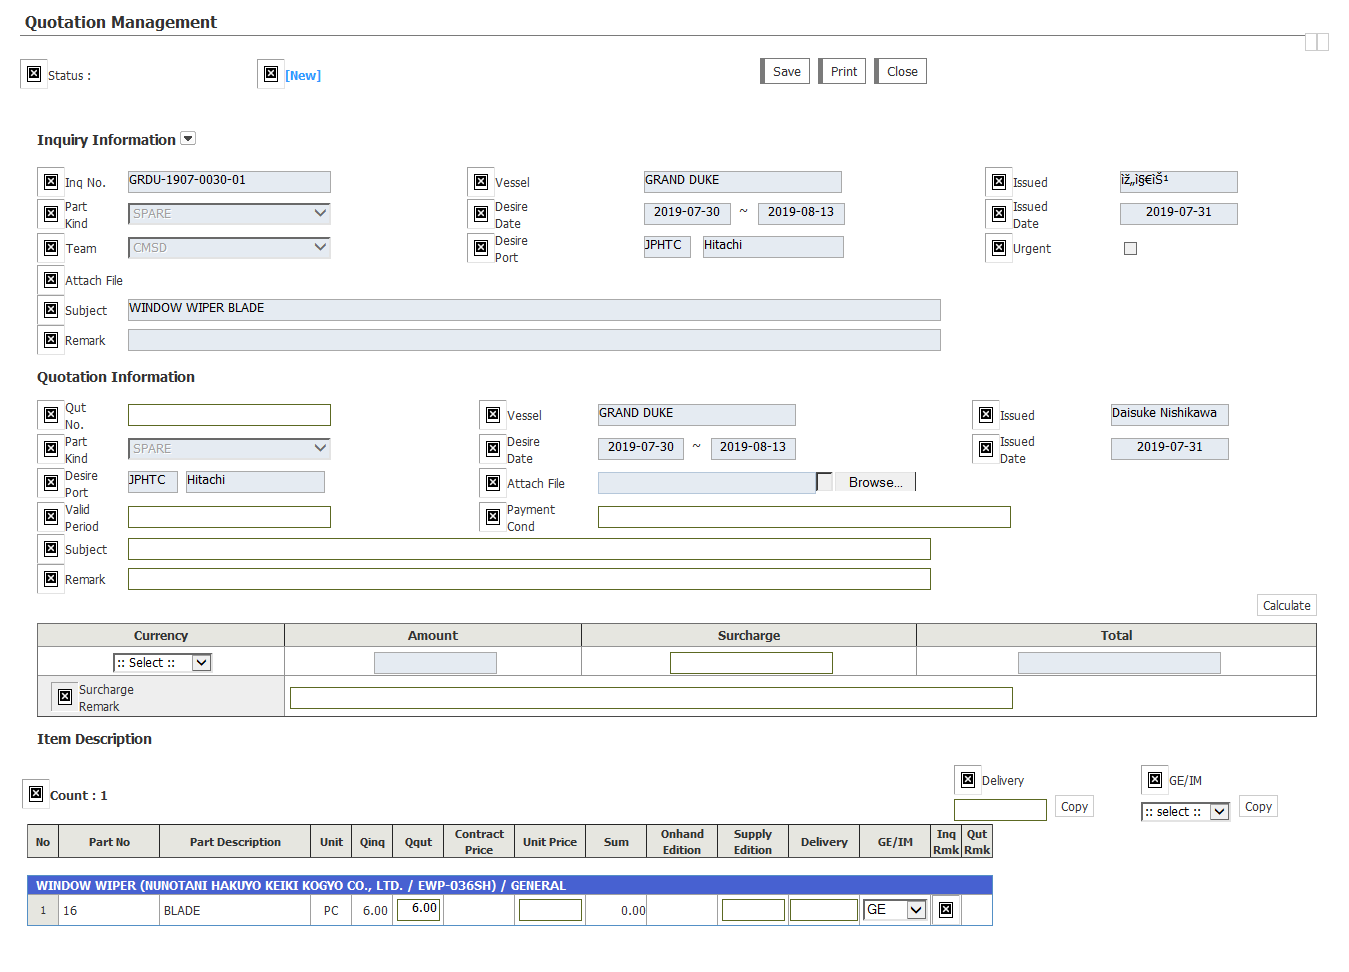 Quotation Management
Status :
[New]
Save
Print
Close
Inquiry Information
Inq No.
GRDU-1907-0030-01
Vessel
GRAND DUKE
Issued
ìž„ì§€ìŠ¹
Part
Kind
SPARE
Desire
Date
2019-07-30
~
2019-08-13
Issued
Date
2019-07-31
Team
CMSD
Desire
Port
JPHTC
Hitachi
Urgent
Attach File
Subject
WINDOW WIPER BLADE
Remark
Quotation Information
Qut
No.
Vessel
GRAND DUKE
Issued
Daisuke Nishikawa
Part
Kind
SPARE
Desire
Date
2019-07-30
~
2019-08-13
Issued
Date
2019-07-31
Desire
Port
JPHTC
Hitachi
Attach File
Browse...
Valid
Period
Payment
Cond
Subject
Remark
Calculate
Currency
Amount
Surcharge
Total
:: Select ::
Surcharge
Remark
Item Description
Count : 1
Delivery
Copy
GE/IM
:: select ::
Copy
No
Part No
Part Description
Unit
Qinq
Qqut
Contract
Price
Unit Price
Sum
Onhand
Edition
Supply
Edition
Delivery
GE/IM
Inq
Rmk
Qut
Rmk
WINDOW WIPER (NUNOTANI HAKUYO KEIKI KOGYO CO., LTD. / EWP-036SH) / GENERAL
1
16
BLADE
PC
6.00
6.00
0.00
GE